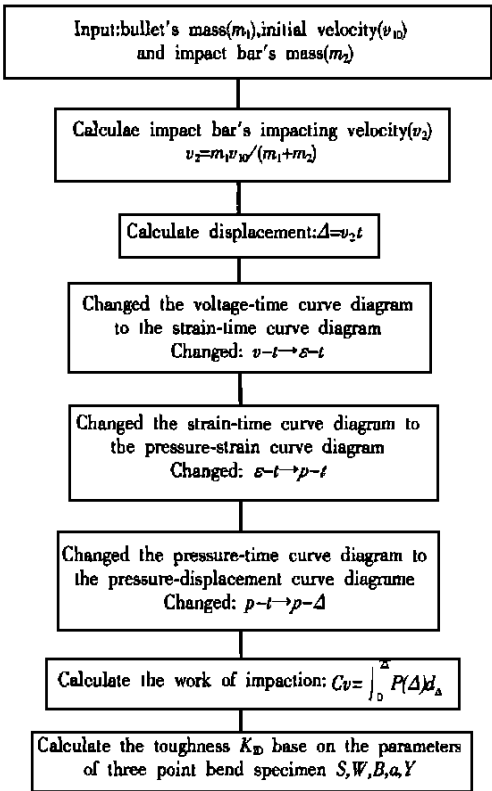 Input:bullet's mass(m₁),initial velocity(v₁₀)
and impact bar's mass(m₂)
Calculae impact bar's impacting velocity(v₂)
v₂=m₁v₁₀/(m₁+m₂)
Calculate displacement:Δ=v₂t
Changed the voltage-time curve diagram
to the strain-time curve diagram
Changed: v-t→ε-t
Changed the strain-time curve diagram to
the pressure-strain curve diagram
Changed: ε-t→p-t
Changed the pressure-time curve diagram to
the pressure-displacement curve diagrame
Changed: p-t→p-Δ
Calculate the work of impaction: Cv=∫₀^Δ P(Δ)d_Δ
Calculate the toughness K_ID base on the parameters
of three point bend specimen S,W,B,a,Y